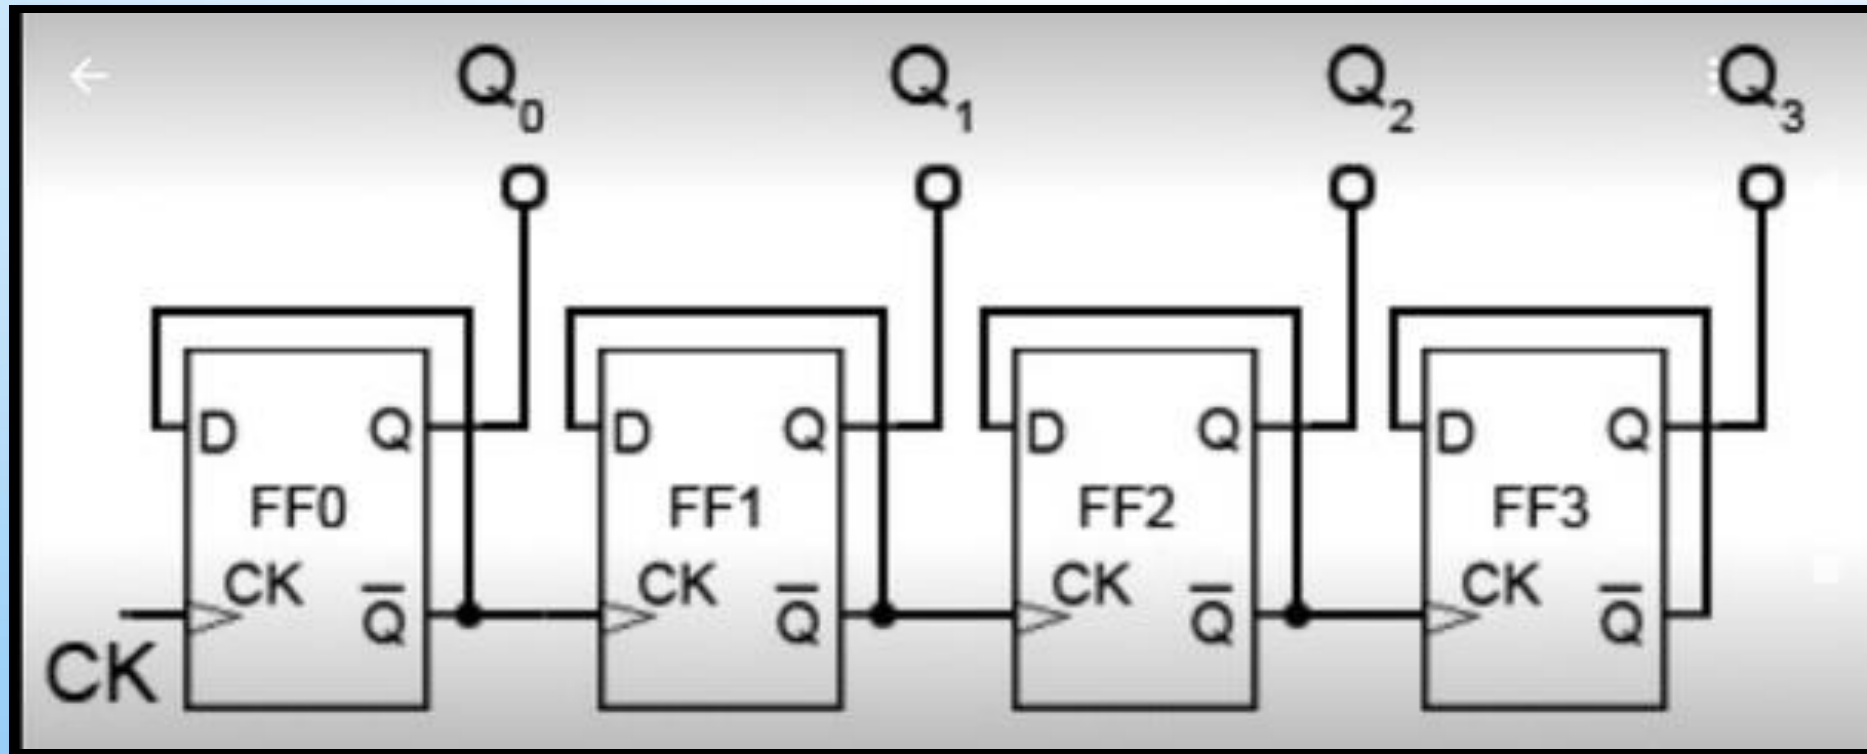 Q0 Q1 Q2 Q3
D Q D Q D Q D Q
FF0 FF1 FF2 FF3
CK Q̅ CK Q̅ CK Q̅ CK Q̅
CK